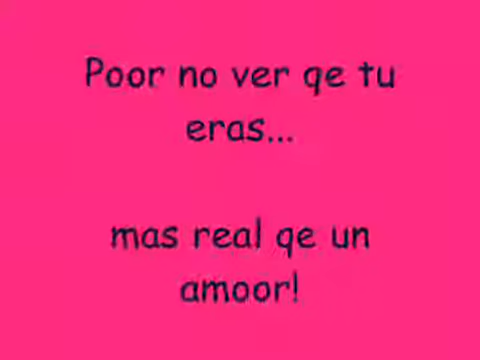 Poor no ver qe tu
eras...
mas real qe un
amoor!